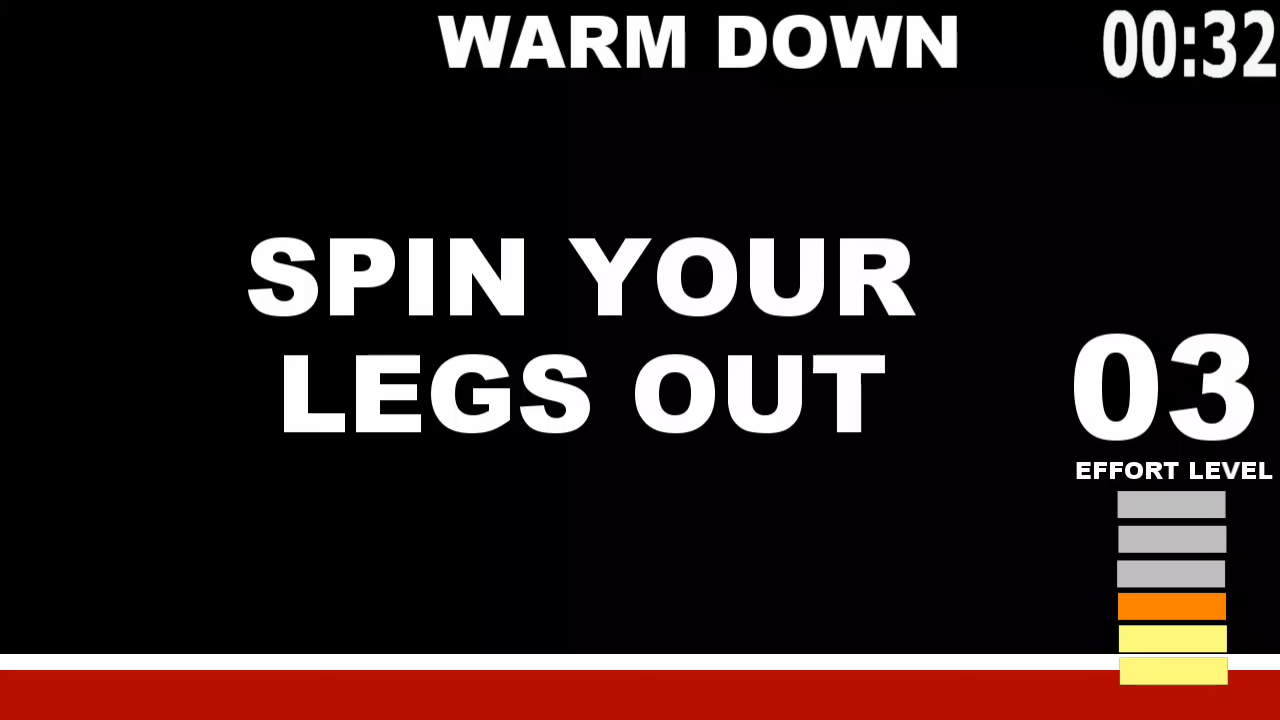 WARM DOWN
00:32
SPIN YOUR
LEGS OUT
03
EFFORT LEVEL